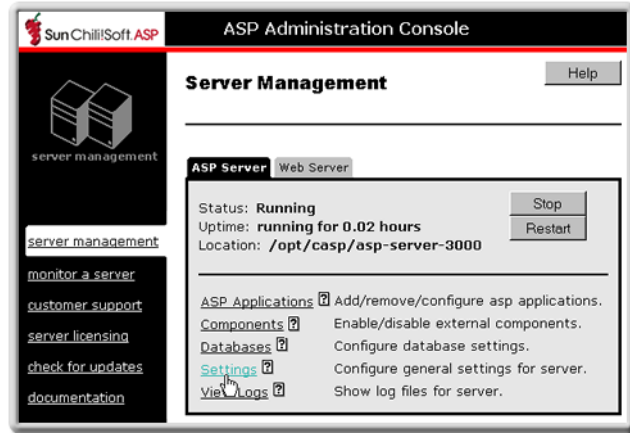 Sun Chili!Soft.ASP
ASP Administration Console
Server Management
Help
server management
ASP Server
Web Server
Status: Running
Uptime: running for 0.02 hours
Location: /opt/casp/asp-server-3000
Stop
Restart
server management
monitor a server
customer support
server licensing
check for updates
documentation
ASP Applications ? Add/remove/configure asp applications.
Components ? Enable/disable external components.
Databases ? Configure database settings.
Settings ? Configure general settings for server.
View Logs ? Show log files for server.